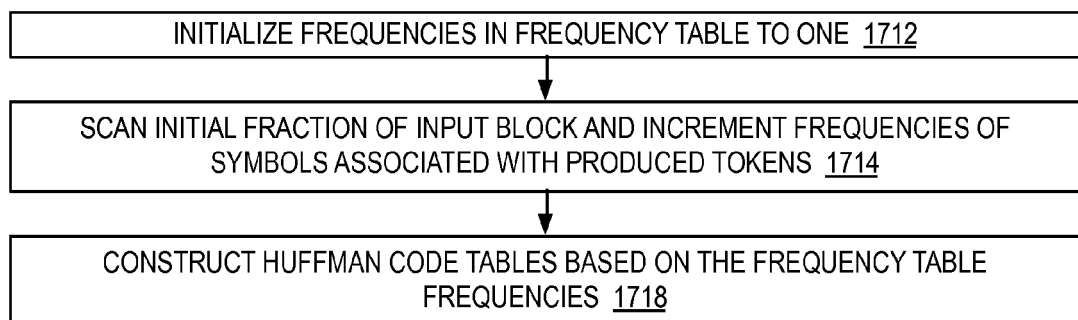 INITIALIZE FREQUENCIES IN FREQUENCY TABLE TO ONE 1712
SCAN INITIAL FRACTION OF INPUT BLOCK AND INCREMENT FREQUENCIES OF
SYMBOLS ASSOCIATED WITH PRODUCED TOKENS 1714
CONSTRUCT HUFFMAN CODE TABLES BASED ON THE FREQUENCY TABLE
FREQUENCIES 1718